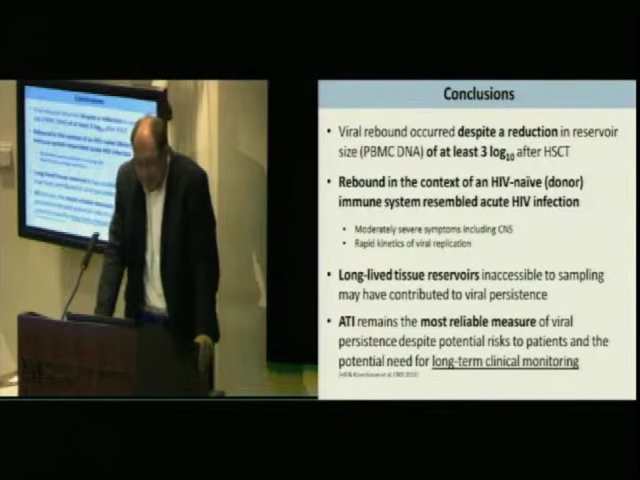 Conclusions
• Viral rebound occurred despite a reduction in reservoir
size (PBMC DNA) of at least 3 log10 after HSCT
• Rebound in the context of an HIV-naïve (donor)
immune system resembled acute HIV infection
• Moderately severe symptoms including CNS
• Rapid kinetics of viral replication
• Long-lived tissue reservoirs inaccessible to sampling
may have contributed to viral persistence
• ATI remains the most reliable measure of viral
persistence despite potential risks to patients and the
potential need for long-term clinical monitoring
Conclusions